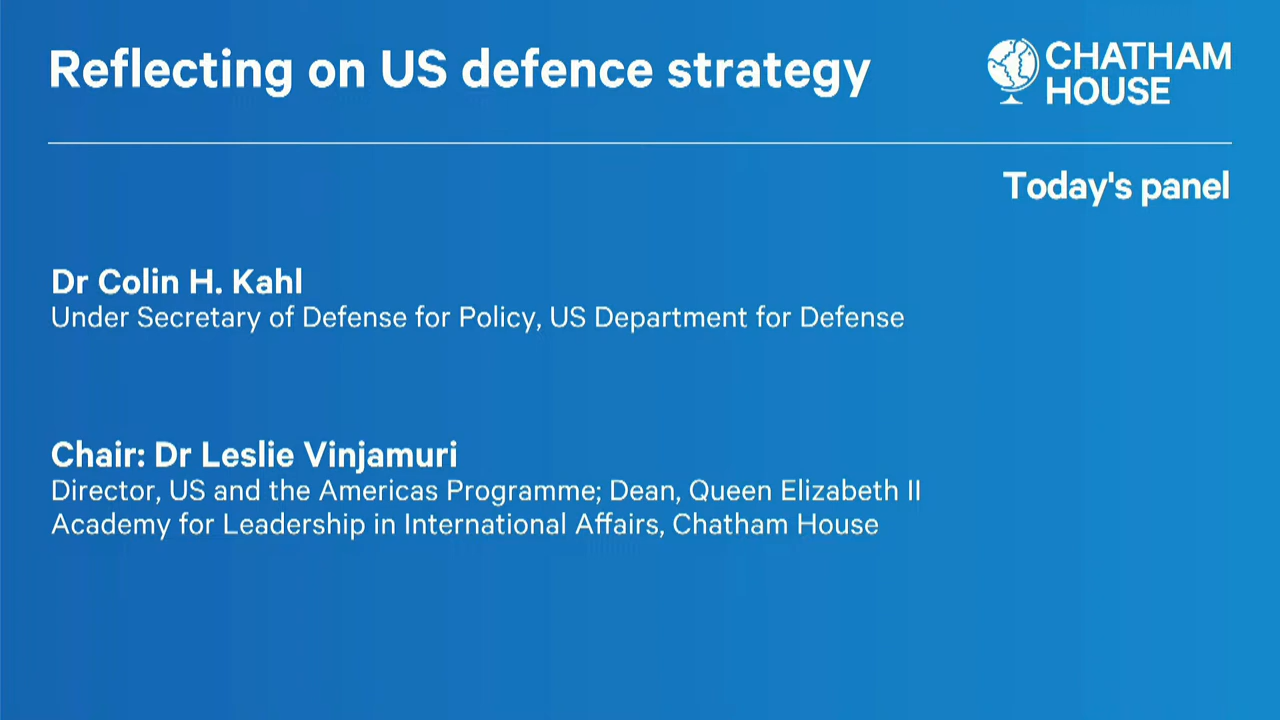 Reflecting on US defence strategy
CHATHAM
HOUSE
Today's panel
Dr Colin H. Kahl
Under Secretary of Defense for Policy, US Department for Defense
Chair: Dr Leslie Vinjamuri
Director, US and the Americas Programme; Dean, Queen Elizabeth II
Academy for Leadership in International Affairs, Chatham House